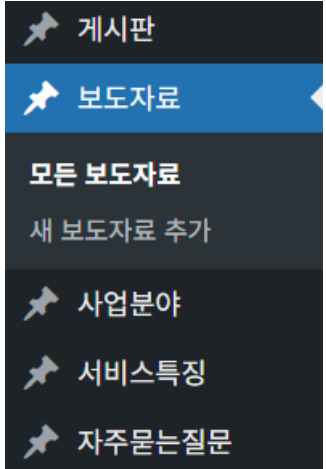 게시판
보도자료
모든 보도자료
새 보도자료 추가
사업분야
서비스특징
자주묻는질문